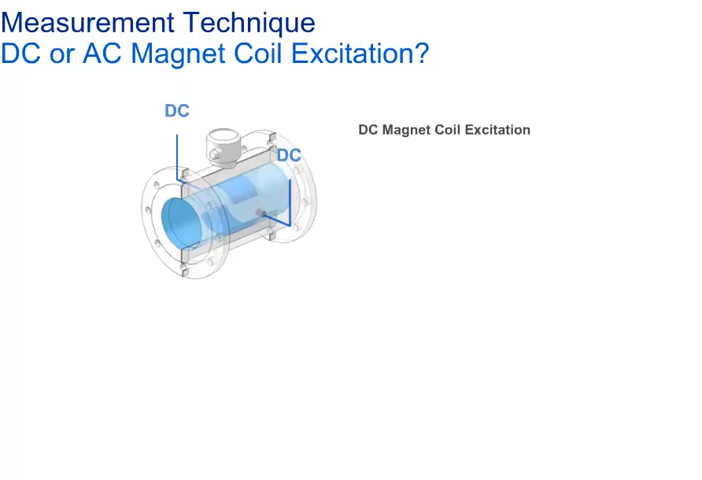 Measurement Technique
DC or AC Magnet Coil Excitation?
DC
DC Magnet Coil Excitation
DC